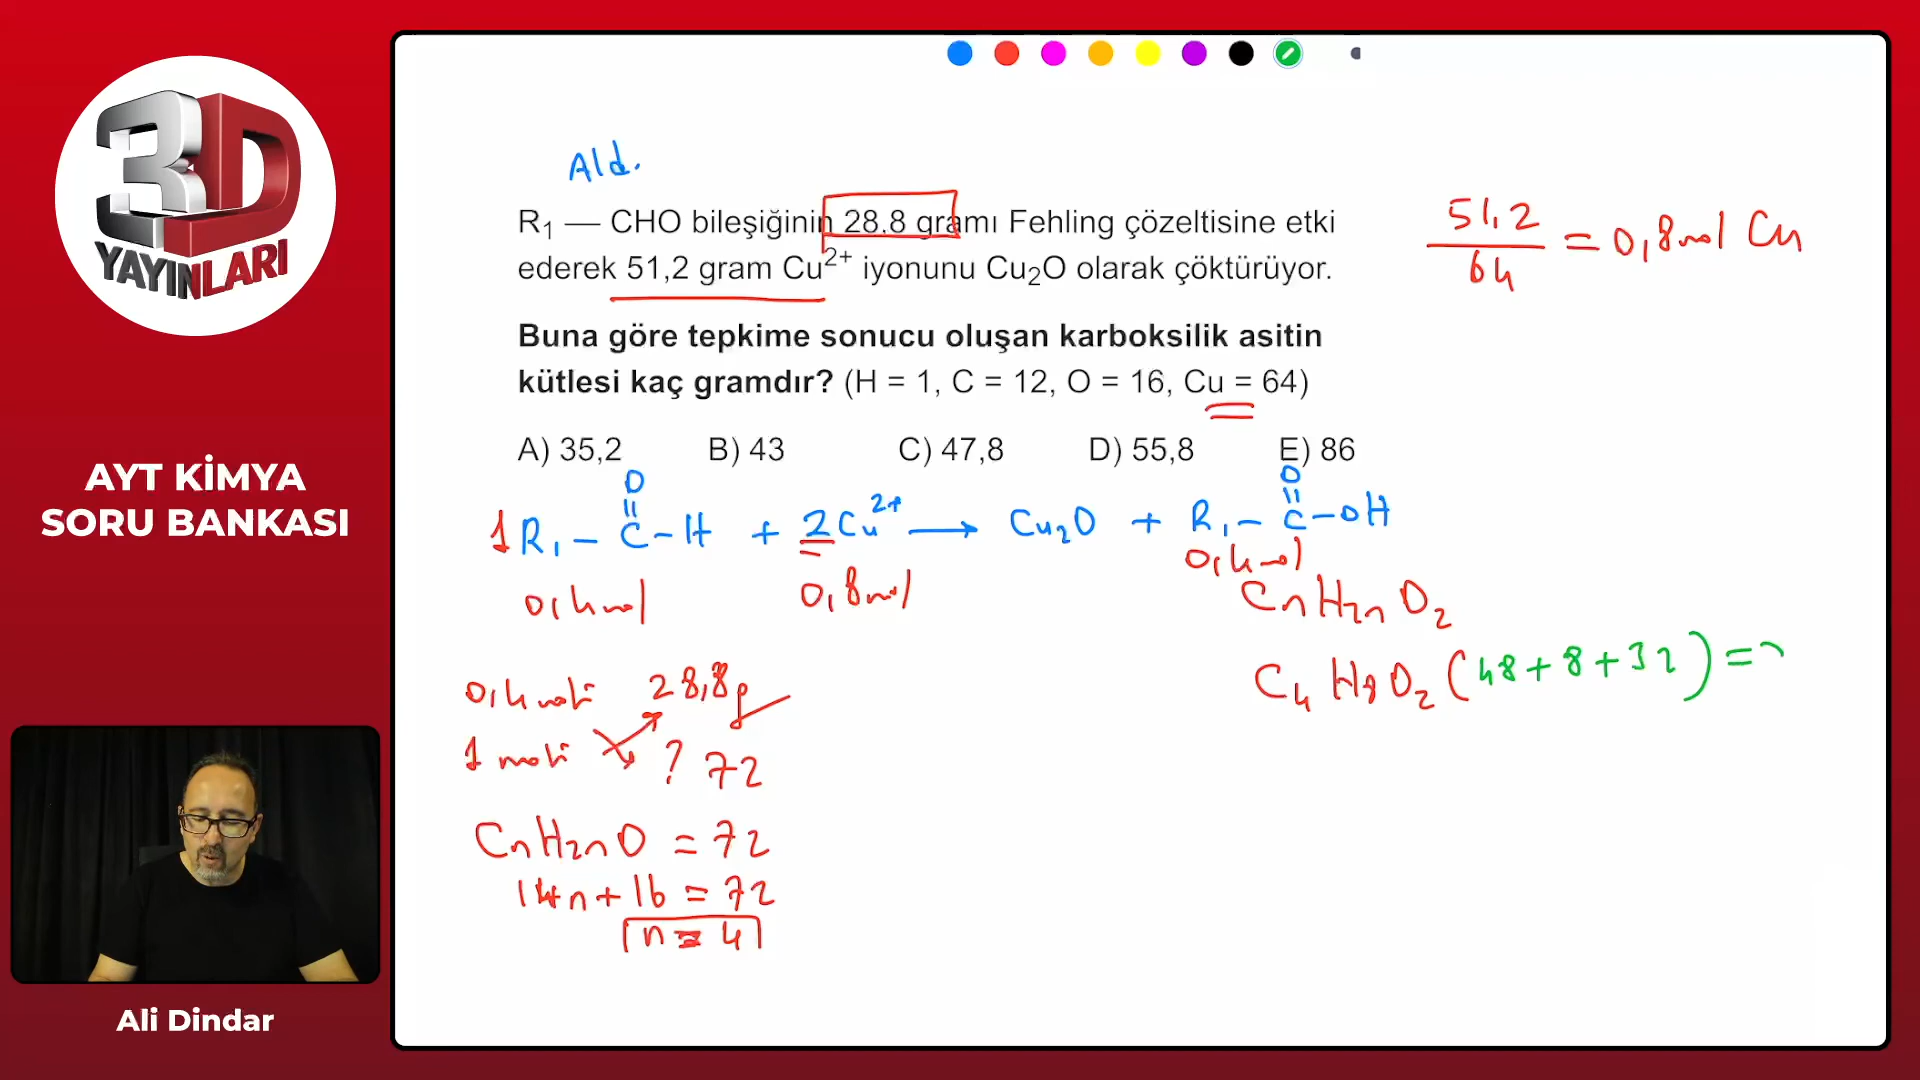 3D
YAYINLARI
AYT KİMYA
SORU BANKASI
Ali Dindar
Ald.
R₁ — CHO bileşiğinin 28,8 gramı Fehling çözeltisine etki
ederek 51,2 gram Cu²⁺ iyonunu Cu₂O olarak çöktürüyor.
Buna göre tepkime sonucu oluşan karboksilik asitin
kütlesi kaç gramdır? (H = 1, C = 12, O = 16, Cu = 64)
A) 35,2 B) 43 C) 47,8 D) 55,8 E) 86
51,2
64
= 0,8 mol Cu
O O
|| ||
1 R₁ – C – H + 2Cu²⁺ → Cu₂O + R₁ – C – OH
0,4 mol 0,8 mol 0,4 mol
CnH2nO₂
C₄H₈O₂ (48 + 8 + 32) =
0,4 molü 28,8 g
1 molü ? 72
CnH2nO = 72
14n + 16 = 72
n = 4